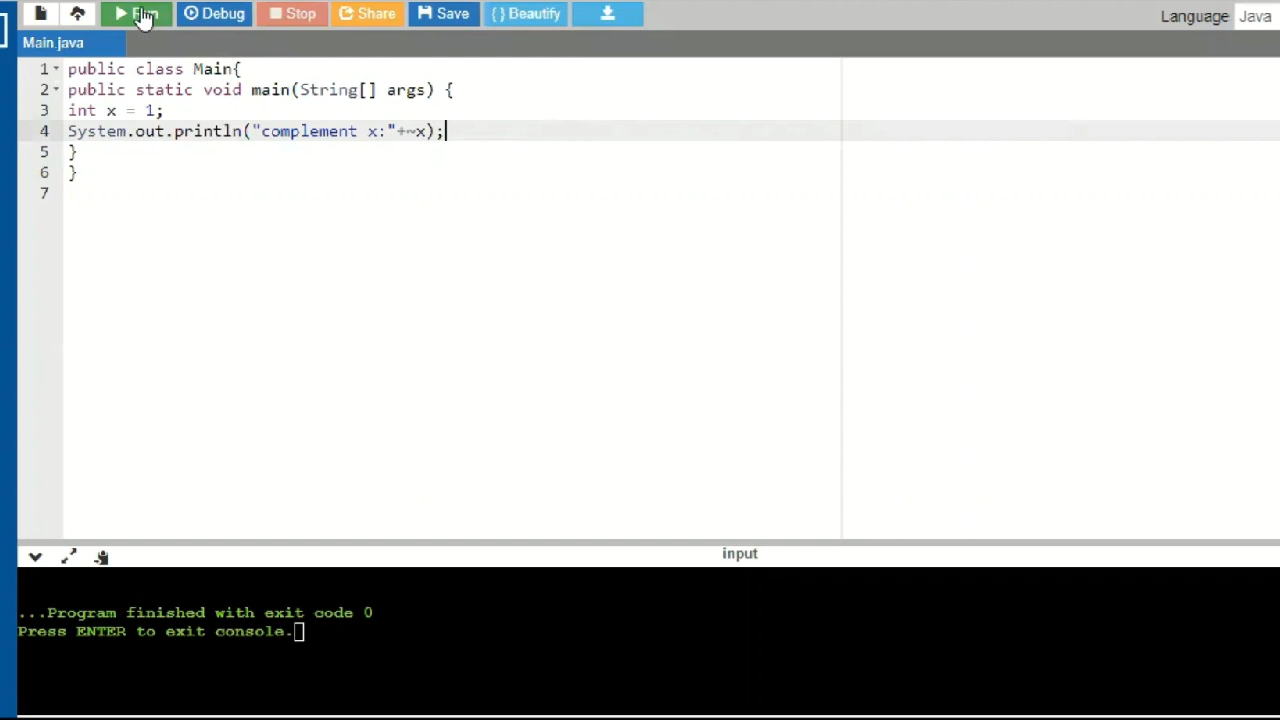 Debug Stop Share Save { } Beautify Language Java
Main.java
1 public class Main{
2 public static void main(String[] args) {
3 int x = 1;
4 System.out.println("complement x:"+~x);
5 }
6 }
7
input
...Program finished with exit code 0
Press ENTER to exit console.